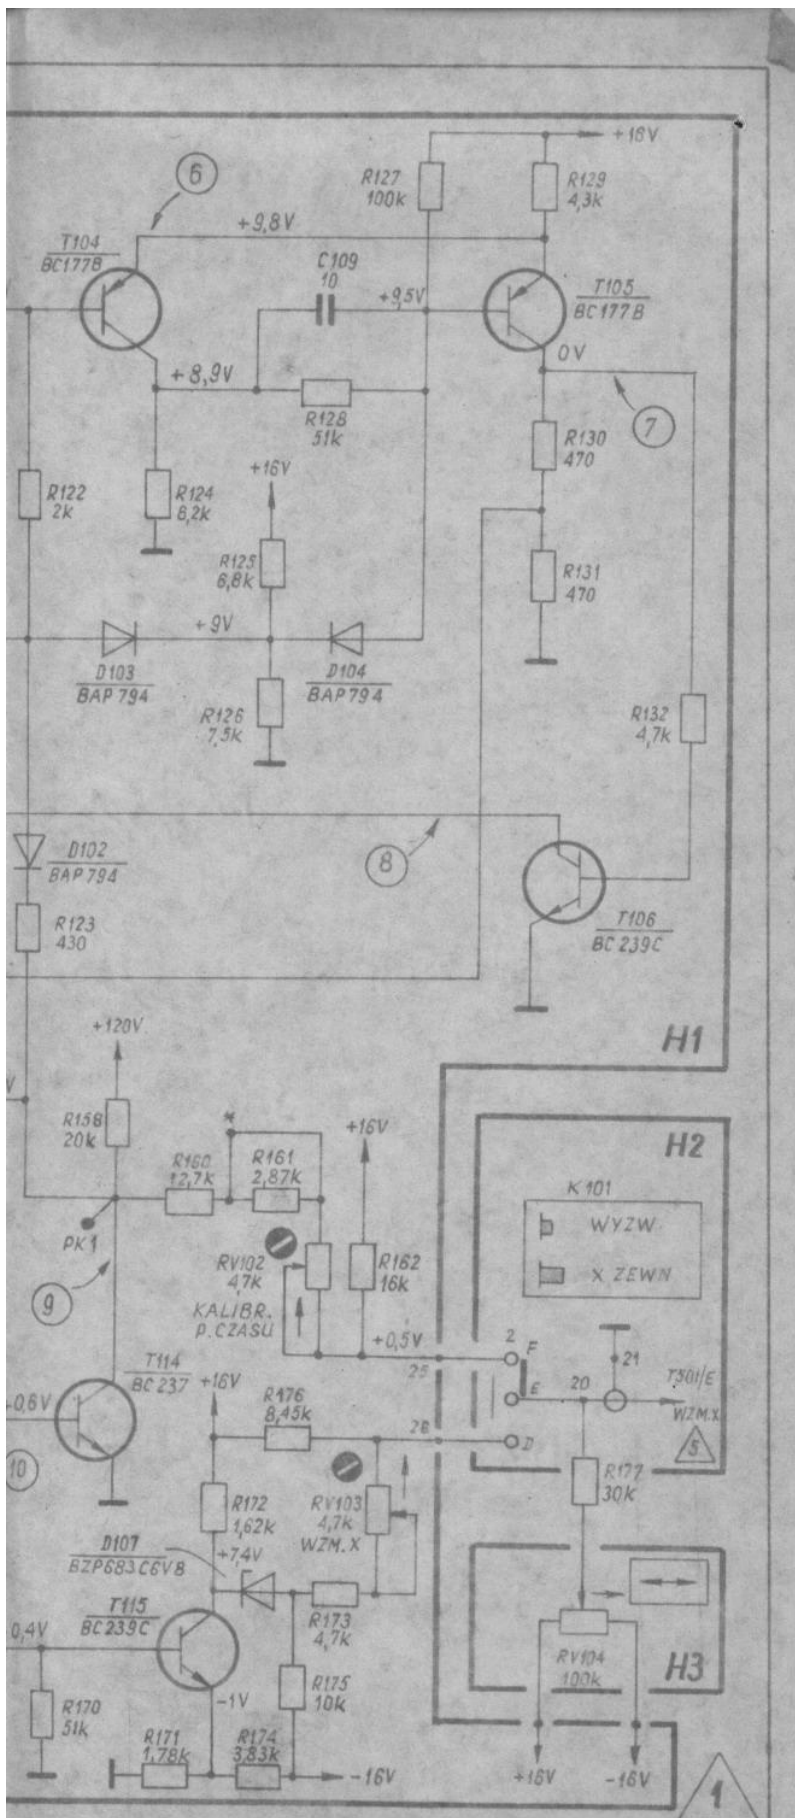 +16V
R127
100k
R129
4,3k
6
+9,8V
T104
BC177B
C109
10
+9,5V
T105
BC177B
0V
+8,9V
R128
51k
7
R130
470
R122
2k
R124
8,2k
+16V
R125
6,8k
R131
470
+9V
D103
BAP794
D104
BAP794
R126
7,5k
R132
4,7k
D102
BAP794
8
R123
430
T106
BC239C
+120V
H1
V
R158
20k
*
+16V
H2
R160
12,7k
R161
2,87k
K101
WYZW.
X ZEWN
PK1
RV102
4,7k
R162
16k
9
KALIBR.
P.CZASU
+0,5V
2
F
25
21
T114
BC237
+16V
R176
8,45k
E
20
T501/E
WZM.X
+0,6V
26
D
5
10
R177
30k
R172
1,62k
RV103
4,7k
WZM.X
D107
BZP683C6V8
+7,4V
T115
BC239C
0,4V
R173
4,7k
RV104
100k
H3
R175
10k
-1V
R170
51k
R171
1,78k
R174
3,83k
-16V
+16V
-16V
1